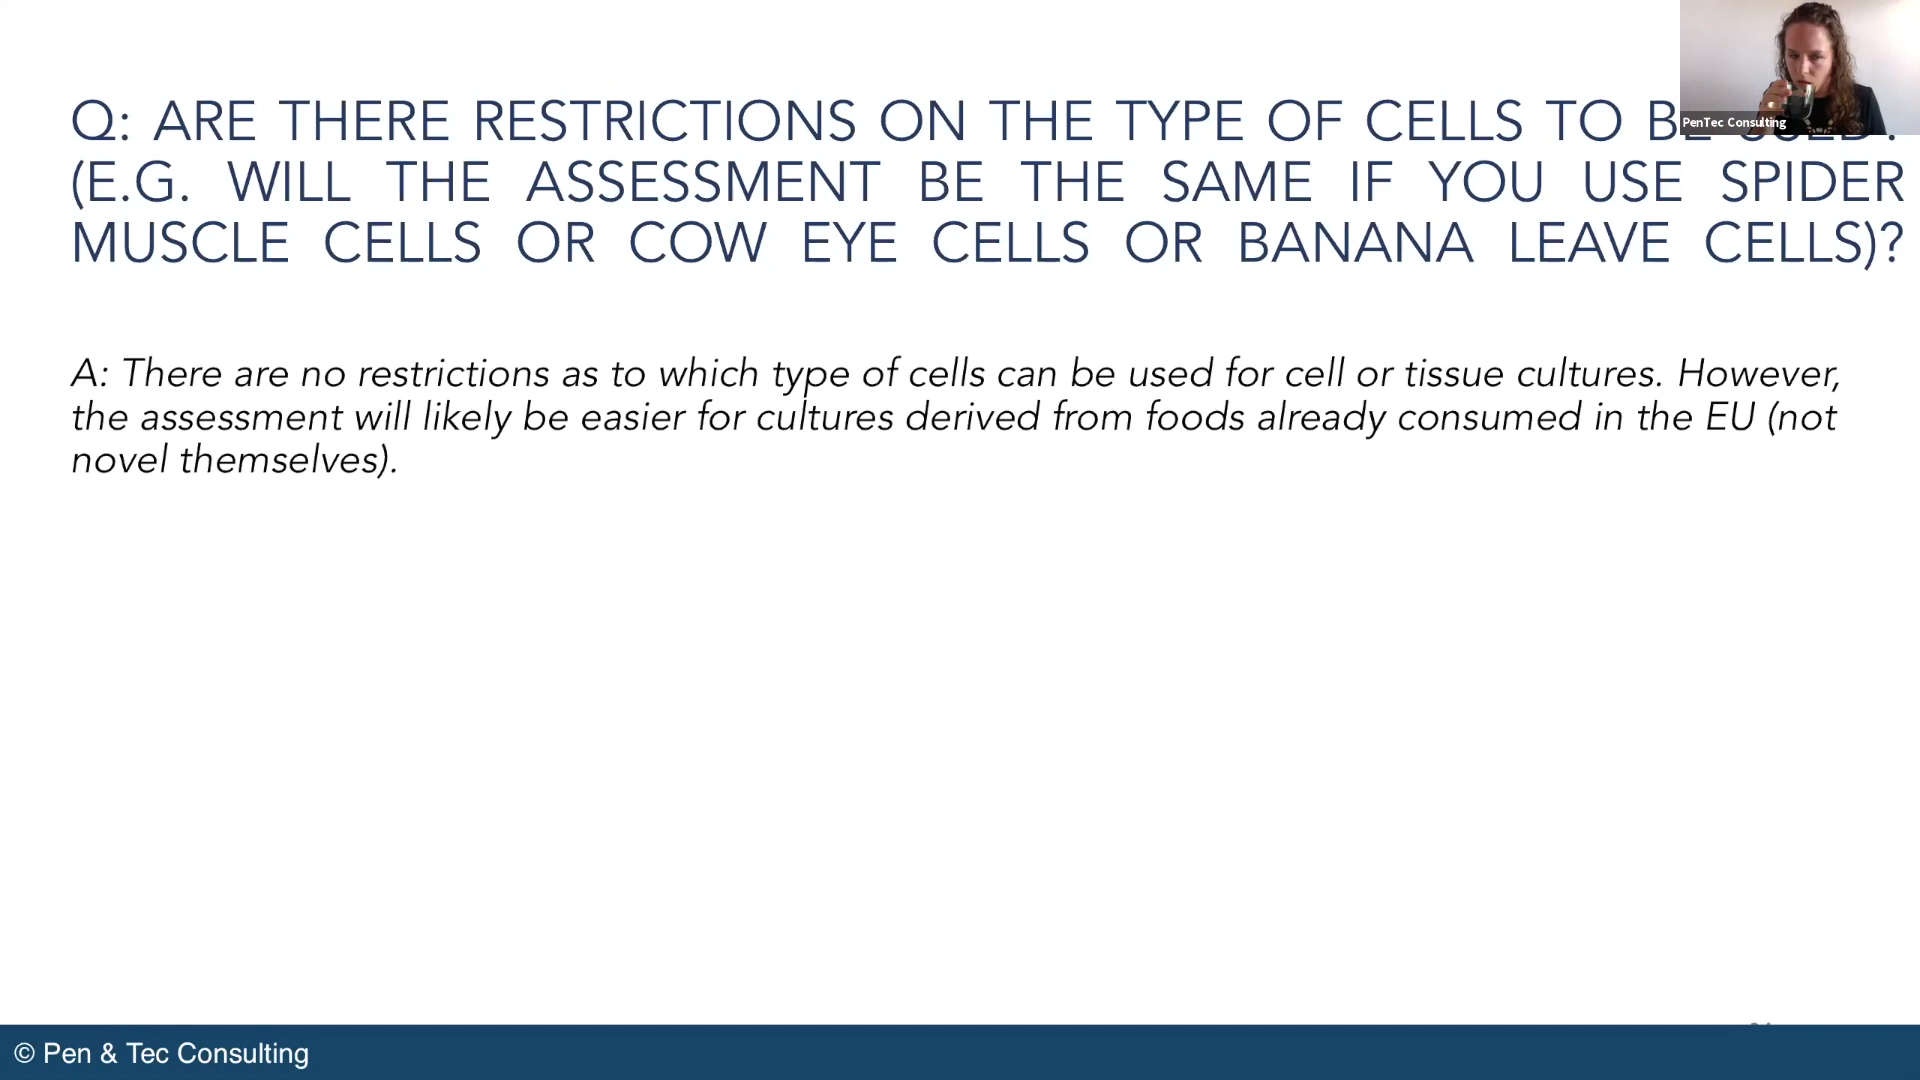 Q: ARE THERE RESTRICTIONS ON THE TYPE OF CELLS TO
(E.G. WILL THE ASSESSMENT BE THE SAME IF YOU USE SPIDER
MUSCLE CELLS OR COW EYE CELLS OR BANANA LEAVE CELLS)?
PenTec Consulting
A: There are no restrictions as to which type of cells can be used for cell or tissue cultures. However,
the assessment will likely be easier for cultures derived from foods already consumed in the EU (not
novel themselves).
© Pen & Tec Consulting